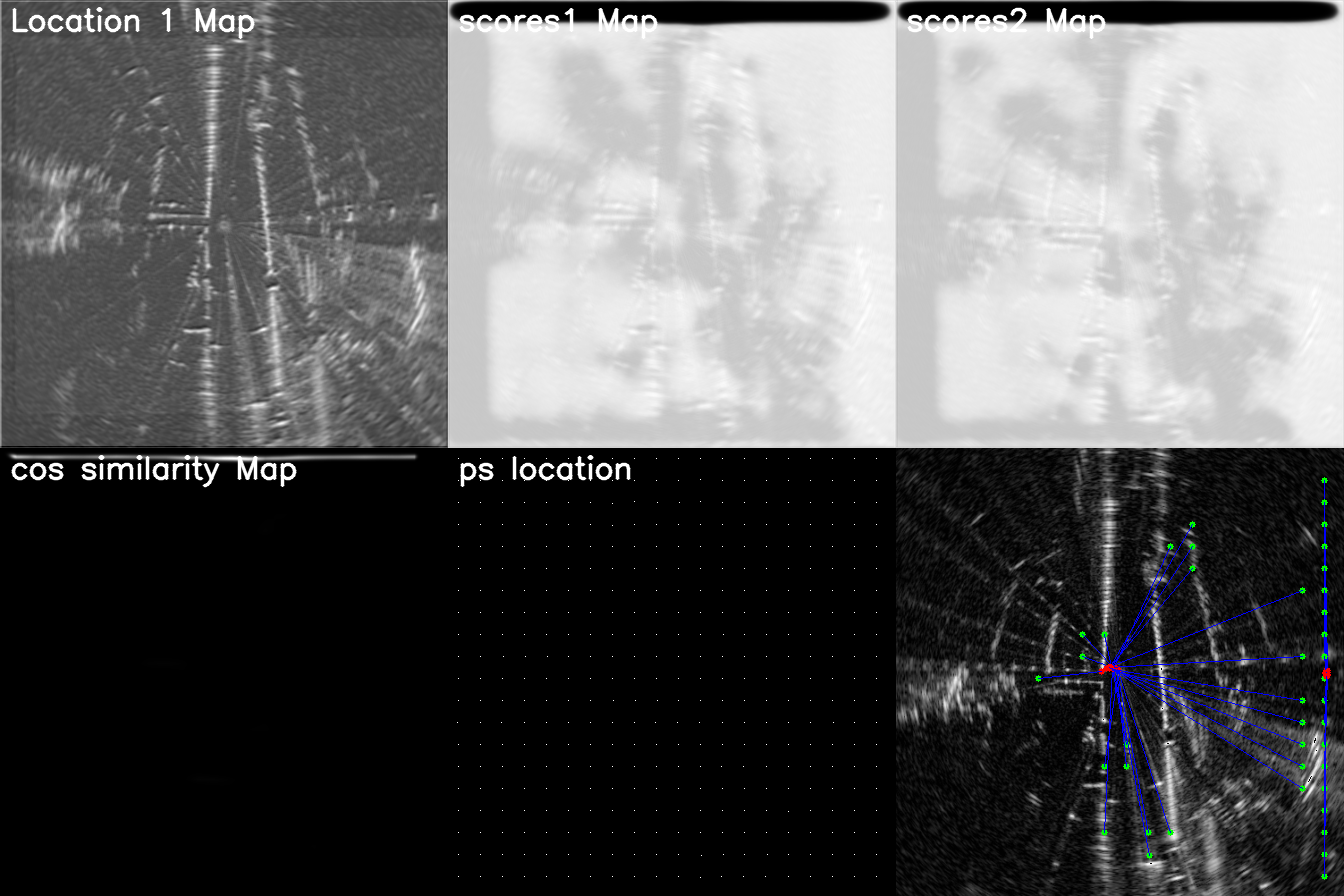 Location 1 Map
scores1 Map
scores2 Map
cos similarity Map
ps location